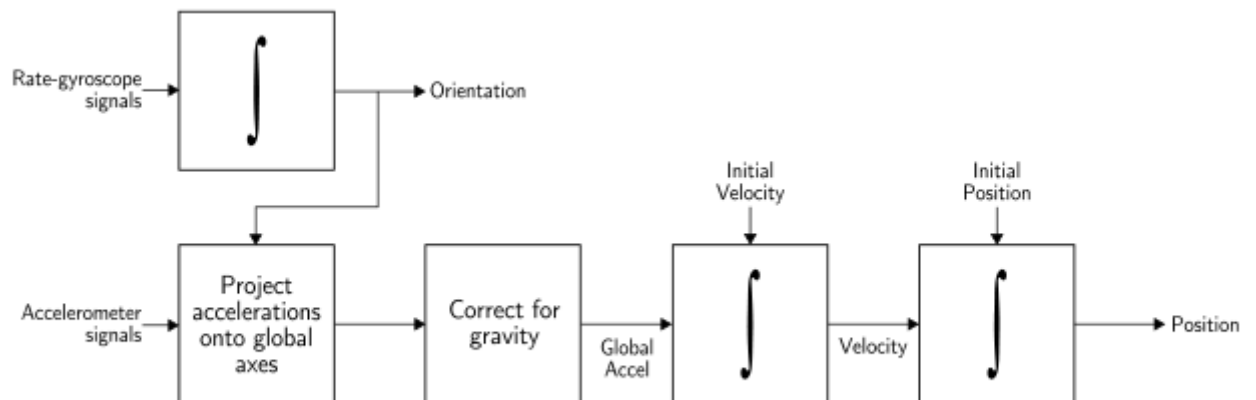 Rate-gyroscope
signals
∫
Orientation
Initial
Velocity
Initial
Position
Accelerometer
signals
Project
accelerations
onto global
axes
Correct for
gravity
Global
Accel
∫
Velocity
∫
Position